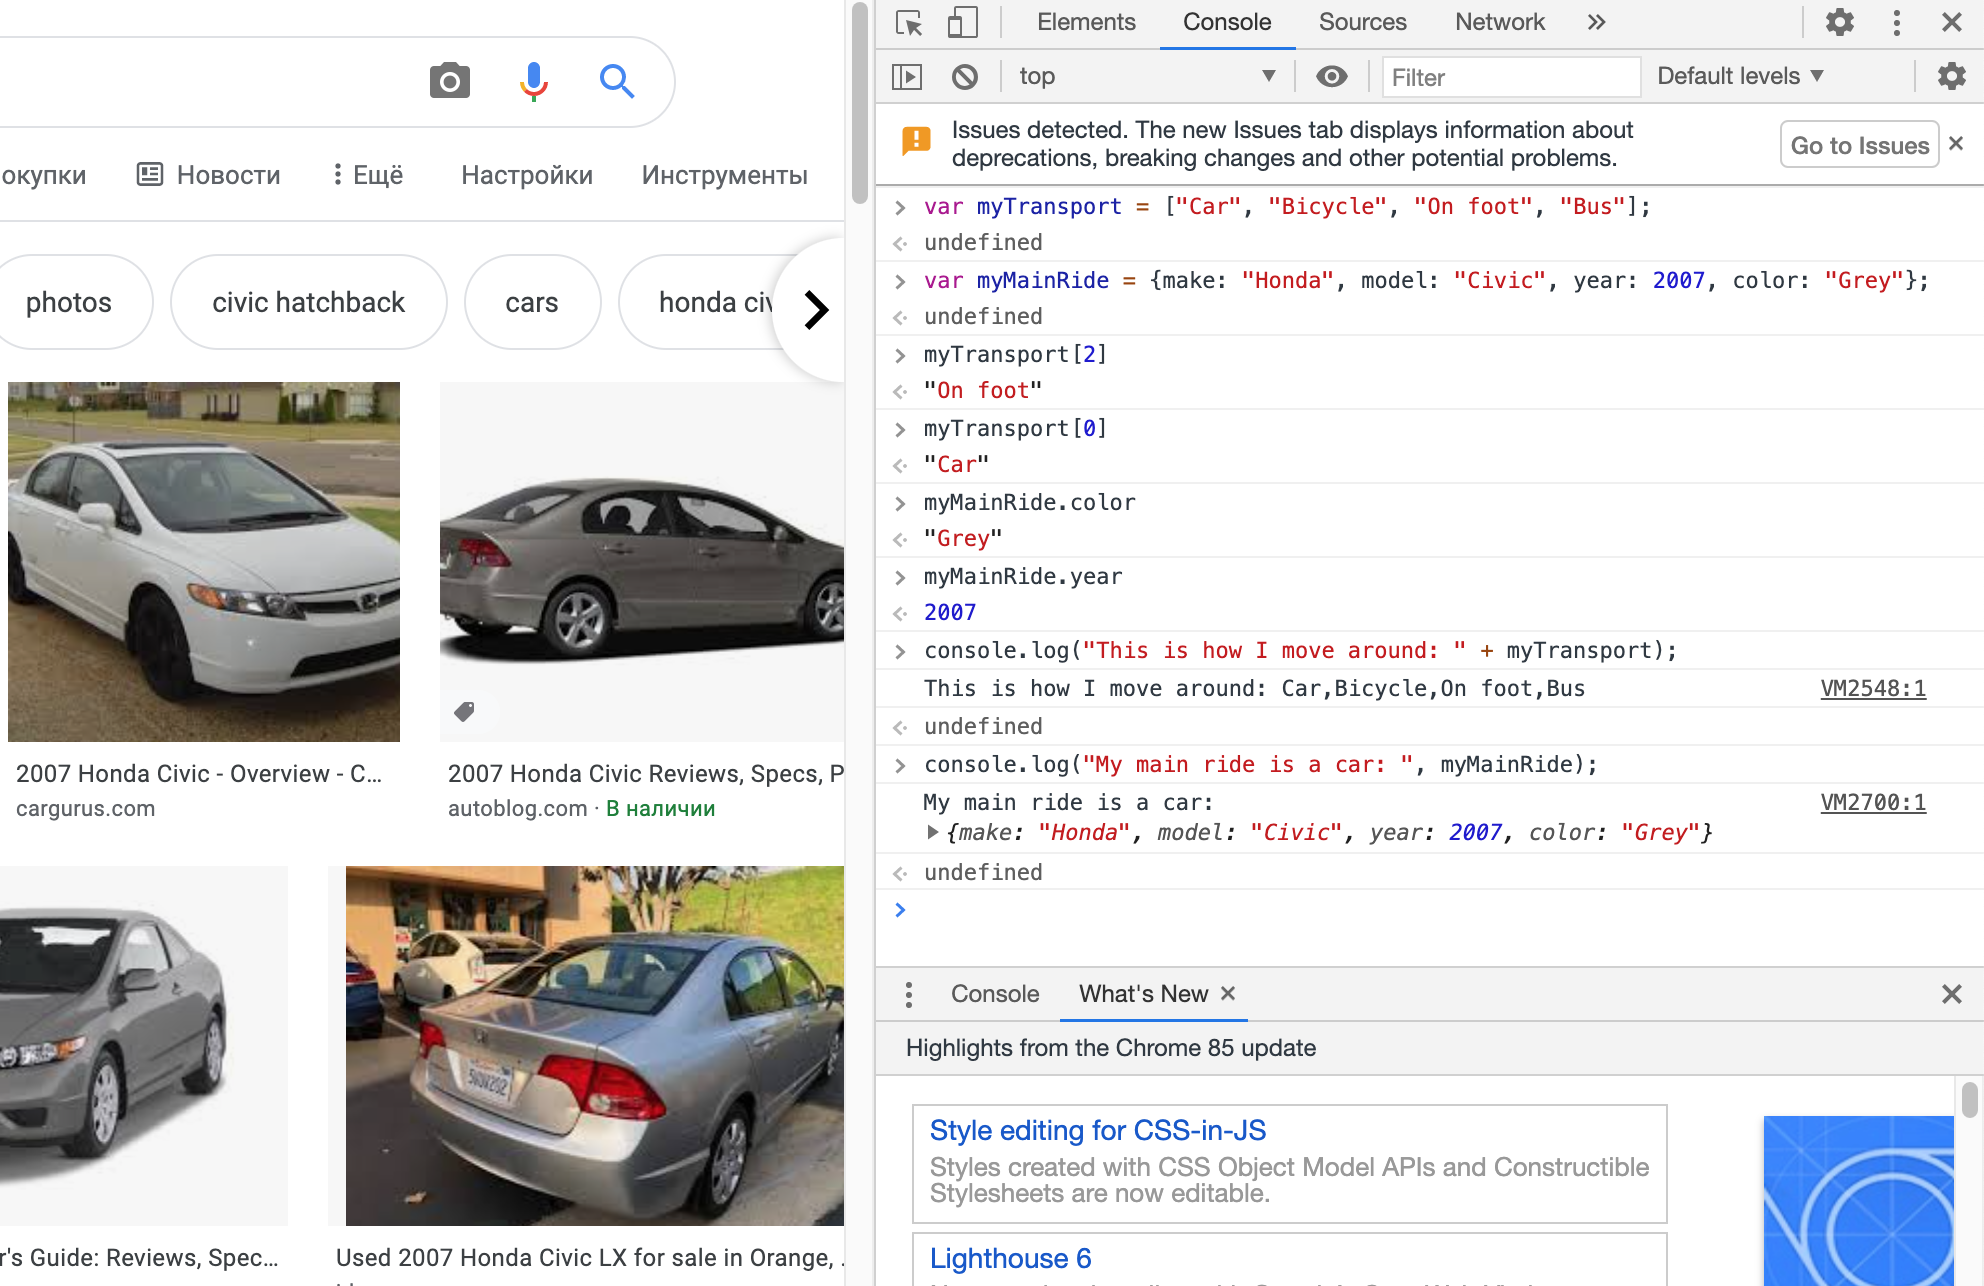 окупки
Новости
Ещё
Настройки
Инструменты
photos
civic hatchback
cars
honda civ
2007 Honda Civic - Overview - C...
cargurus.com
2007 Honda Civic Reviews, Specs, P
autoblog.com · В наличии
r's Guide: Reviews, Spec...
Used 2007 Honda Civic LX for sale in Orange, .
Elements
Console
Sources
Network
top
Filter
Default levels
Issues detected. The new Issues tab displays information about
deprecations, breaking changes and other potential problems.
Go to Issues
var myTransport = ["Car", "Bicycle", "On foot", "Bus"];
undefined
var myMainRide = {make: "Honda", model: "Civic", year: 2007, color: "Grey"};
undefined
myTransport[2]
"On foot"
myTransport[0]
"Car"
myMainRide.color
"Grey"
myMainRide.year
2007
console.log("This is how I move around: " + myTransport);
This is how I move around: Car,Bicycle,On foot,Bus
VM2548:1
undefined
console.log("My main ride is a car: ", myMainRide);
My main ride is a car:
VM2700:1
{make: "Honda", model: "Civic", year: 2007, color: "Grey"}
undefined
Console
What's New
Highlights from the Chrome 85 update
Style editing for CSS-in-JS
Styles created with CSS Object Model APIs and Constructible
Stylesheets are now editable.
Lighthouse 6